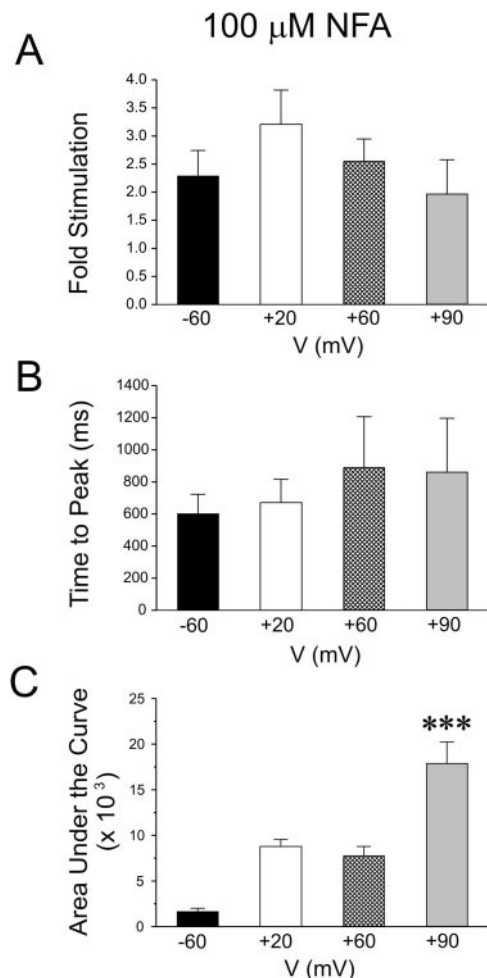 100 μM NFA
A
Fold Stimulation
4.0
3.5
3.0
2.5
2.0
1.5
1.0
0.5
0.0
-60 +20 +60 +90
V (mV)
B
Time to Peak (ms)
1400
1200
1000
800
600
400
200
0
-60 +20 +60 +90
V (mV)
C
Area Under the Curve
(x 10³)
25
20
15
10
5
0
***
-60 +20 +60 +90
V (mV)